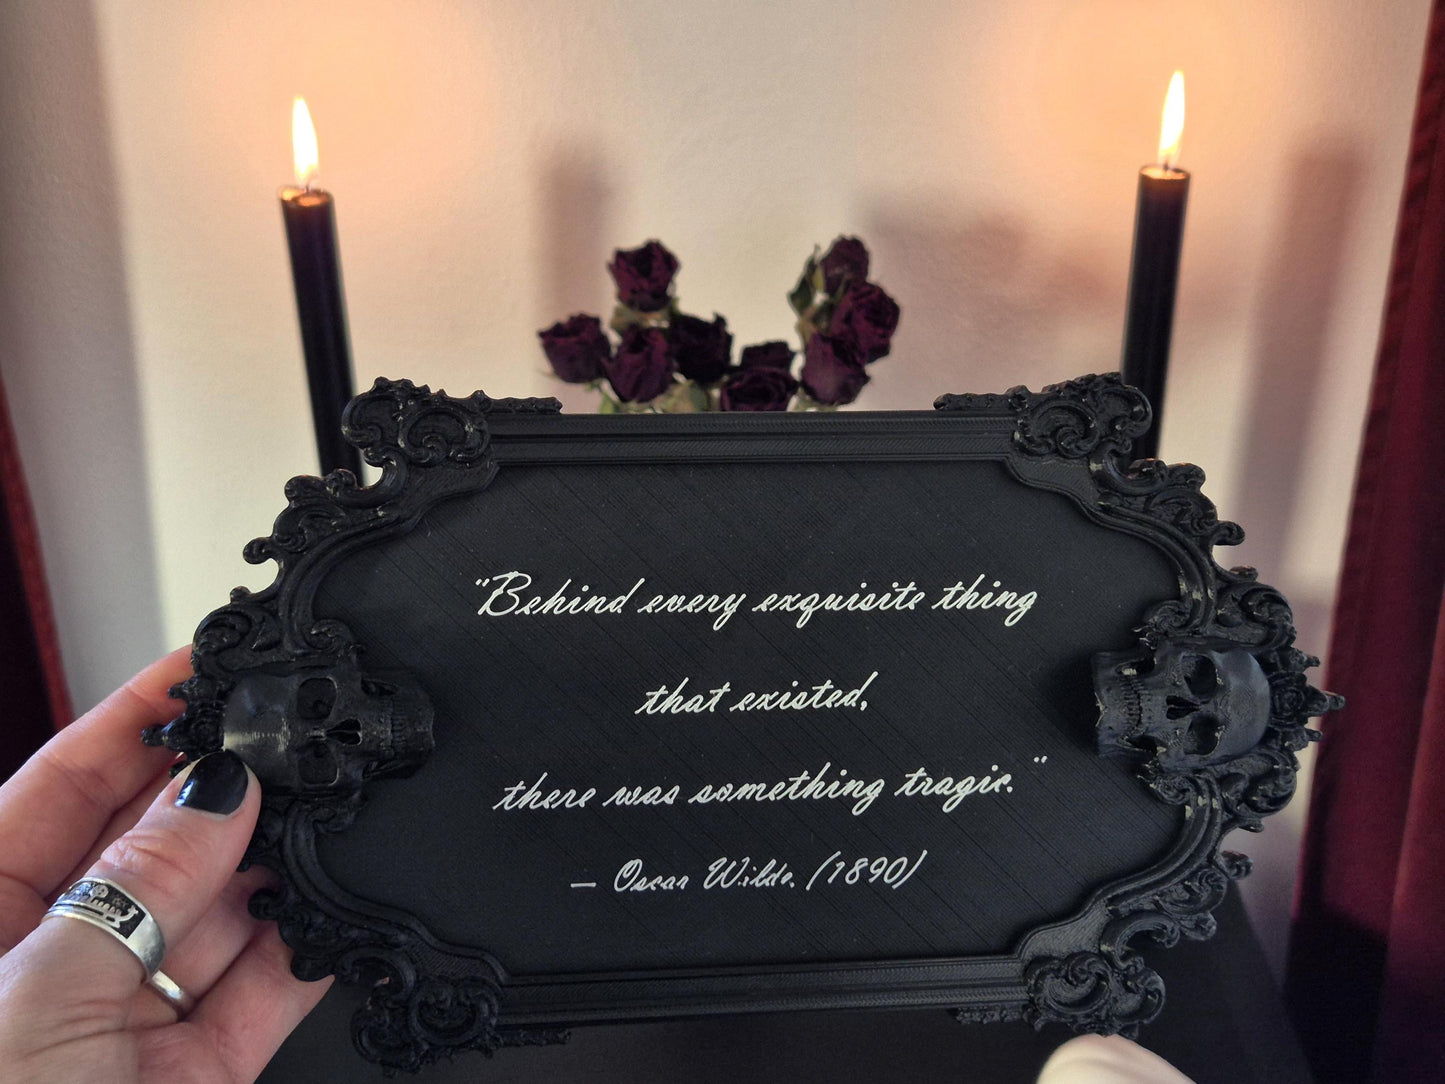 "Behind every exquisite thing
that existed,
there was something tragic."
— Oscar Wilde, (1890)